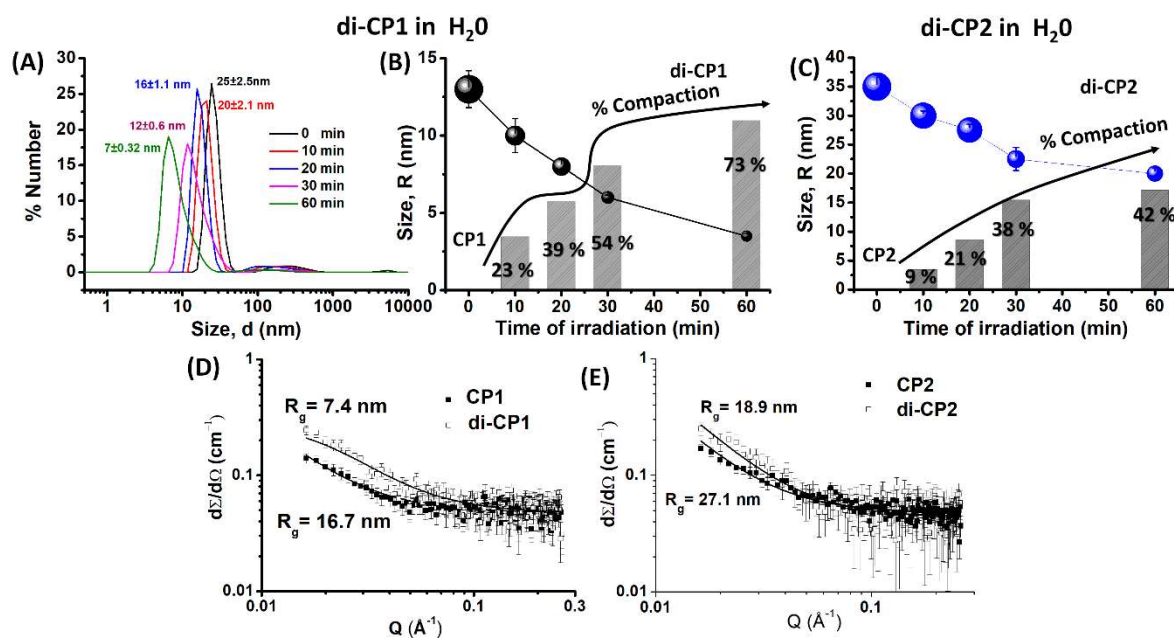 di-CP1 in H₂0
di-CP2 in H₂0
(A)
% Number
30
25
20
15
10
5
0
16±1.1 nm
25±2.5nm
20±2.1 nm
12±0.6 nm
7±0.32 nm
0 min
10 min
20 min
30 min
60 min
0.1
1
10
100
1000
10000
Size, d (nm)
(B)
Size, R (nm)
15
10
5
0
di-CP1
% Compaction
CP1
23 %
39 %
54 %
73 %
0
10
20
30
40
50
60
Time of irradiation (min)
(C)
Size, R (nm)
40
35
30
25
20
15
10
5
0
di-CP2
% Compaction
CP2
9 %
21 %
38 %
42 %
0
10
20
30
40
50
60
Time of irradiation (min)
(D)
dΣ/dΩ (cm⁻¹)
1
0.1
0.01
CP1
di-CP1
Rg = 7.4 nm
Rg = 16.7 nm
0.01
0.1
0.3
Q (Å⁻¹)
(E)
dΣ/dΩ (cm⁻¹)
1
0.1
0.01
CP2
di-CP2
Rg = 18.9 nm
Rg = 27.1 nm
0.01
0.1
Q (Å⁻¹)